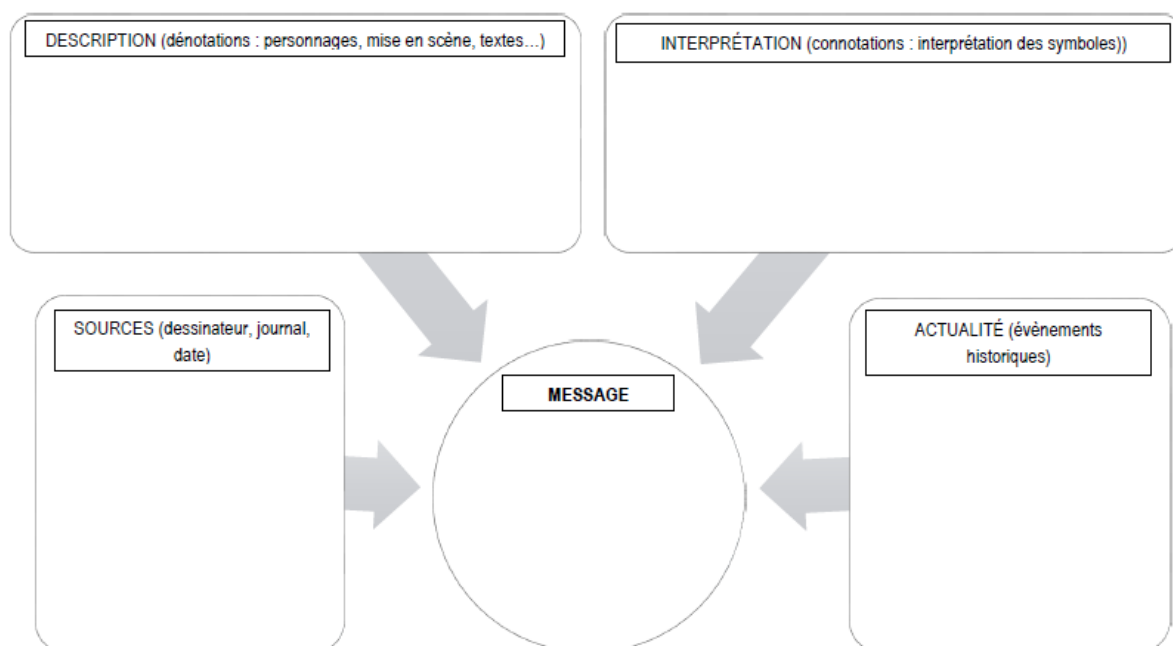 DESCRIPTION (dénotations : personnages, mise en scène, textes…)
INTERPRÉTATION (connotations : interprétation des symboles))
SOURCES (dessinateur, journal,
date)
MESSAGE
ACTUALITÉ (évènements
historiques)